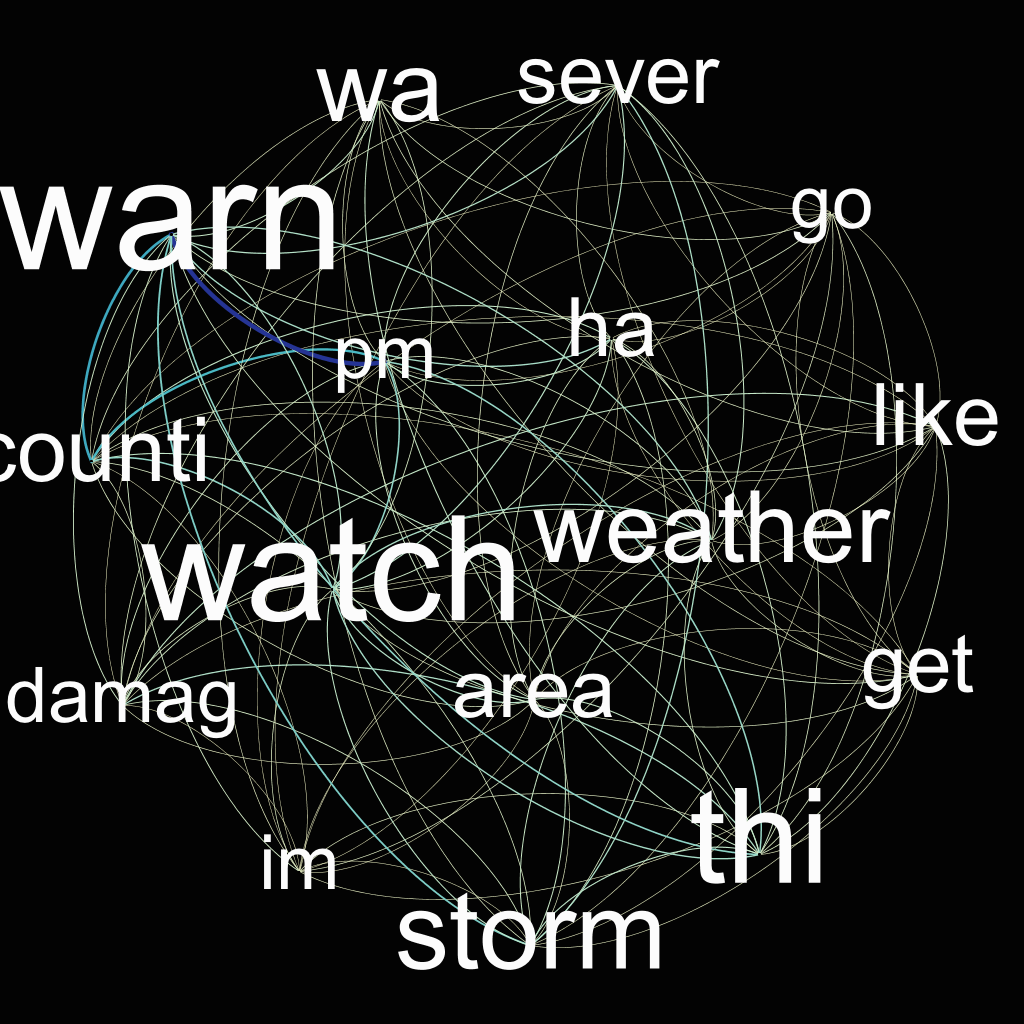 wa
sever
warn
go
ha
pm
like
counti
weather
watch
get
area
damag
thi
im
storm